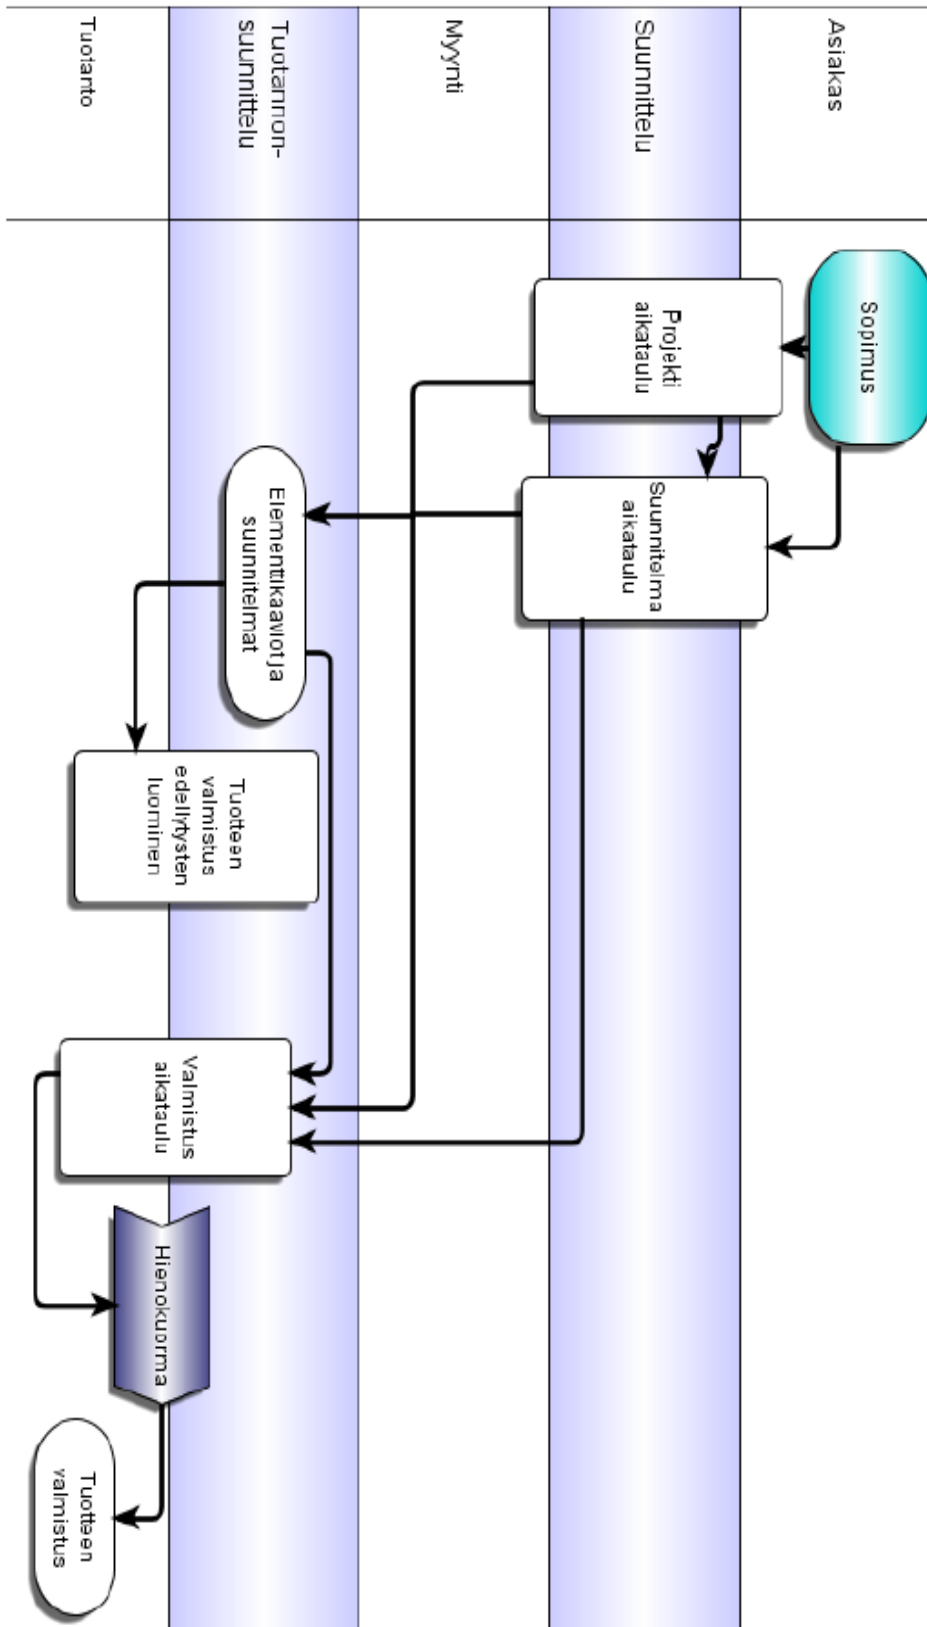 Asiakas
Suunnittelu
Myynti
Tuotannon-
suunnittelu
Tuotanto
Sopimus
Projekti
aikataulu
Suunnitelma
aikataulu
Elementtikaaviot ja
suunnitelmat
Tuotteen
valmistus
edellytysten
luominen
Valmistus
aikataulu
Hienokuorma
Tuotteen
valmistus